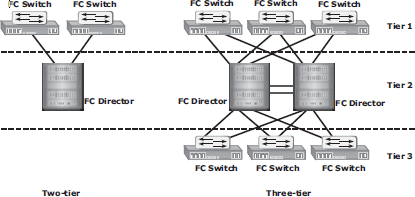 FC Switch FC Switch FC Switch FC Switch FC Switch
Tier 1
Tier 2
FC Director FC Director FC Director
Tier 3
FC Switch FC Switch FC Switch
Two-tier Three-tier